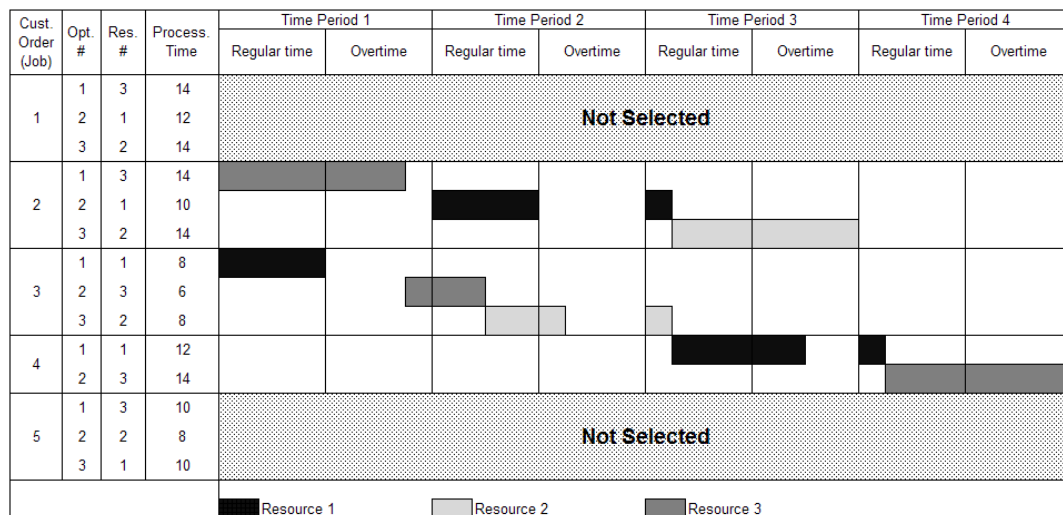 Cust. Order (Job) Opt. # Res. # Process. Time Time Period 1 Time Period 2 Time Period 3 Time Period 4
Regular time Overtime Regular time Overtime Regular time Overtime Regular time Overtime
1 3 14
1 2 1 12 Not Selected
3 2 14
1 3 14
2 2 1 10
3 2 14
1 1 8
3 2 3 6
3 2 8
4 1 1 12
2 3 14
1 3 10
5 2 2 8 Not Selected
3 1 10
Resource 1 Resource 2 Resource 3